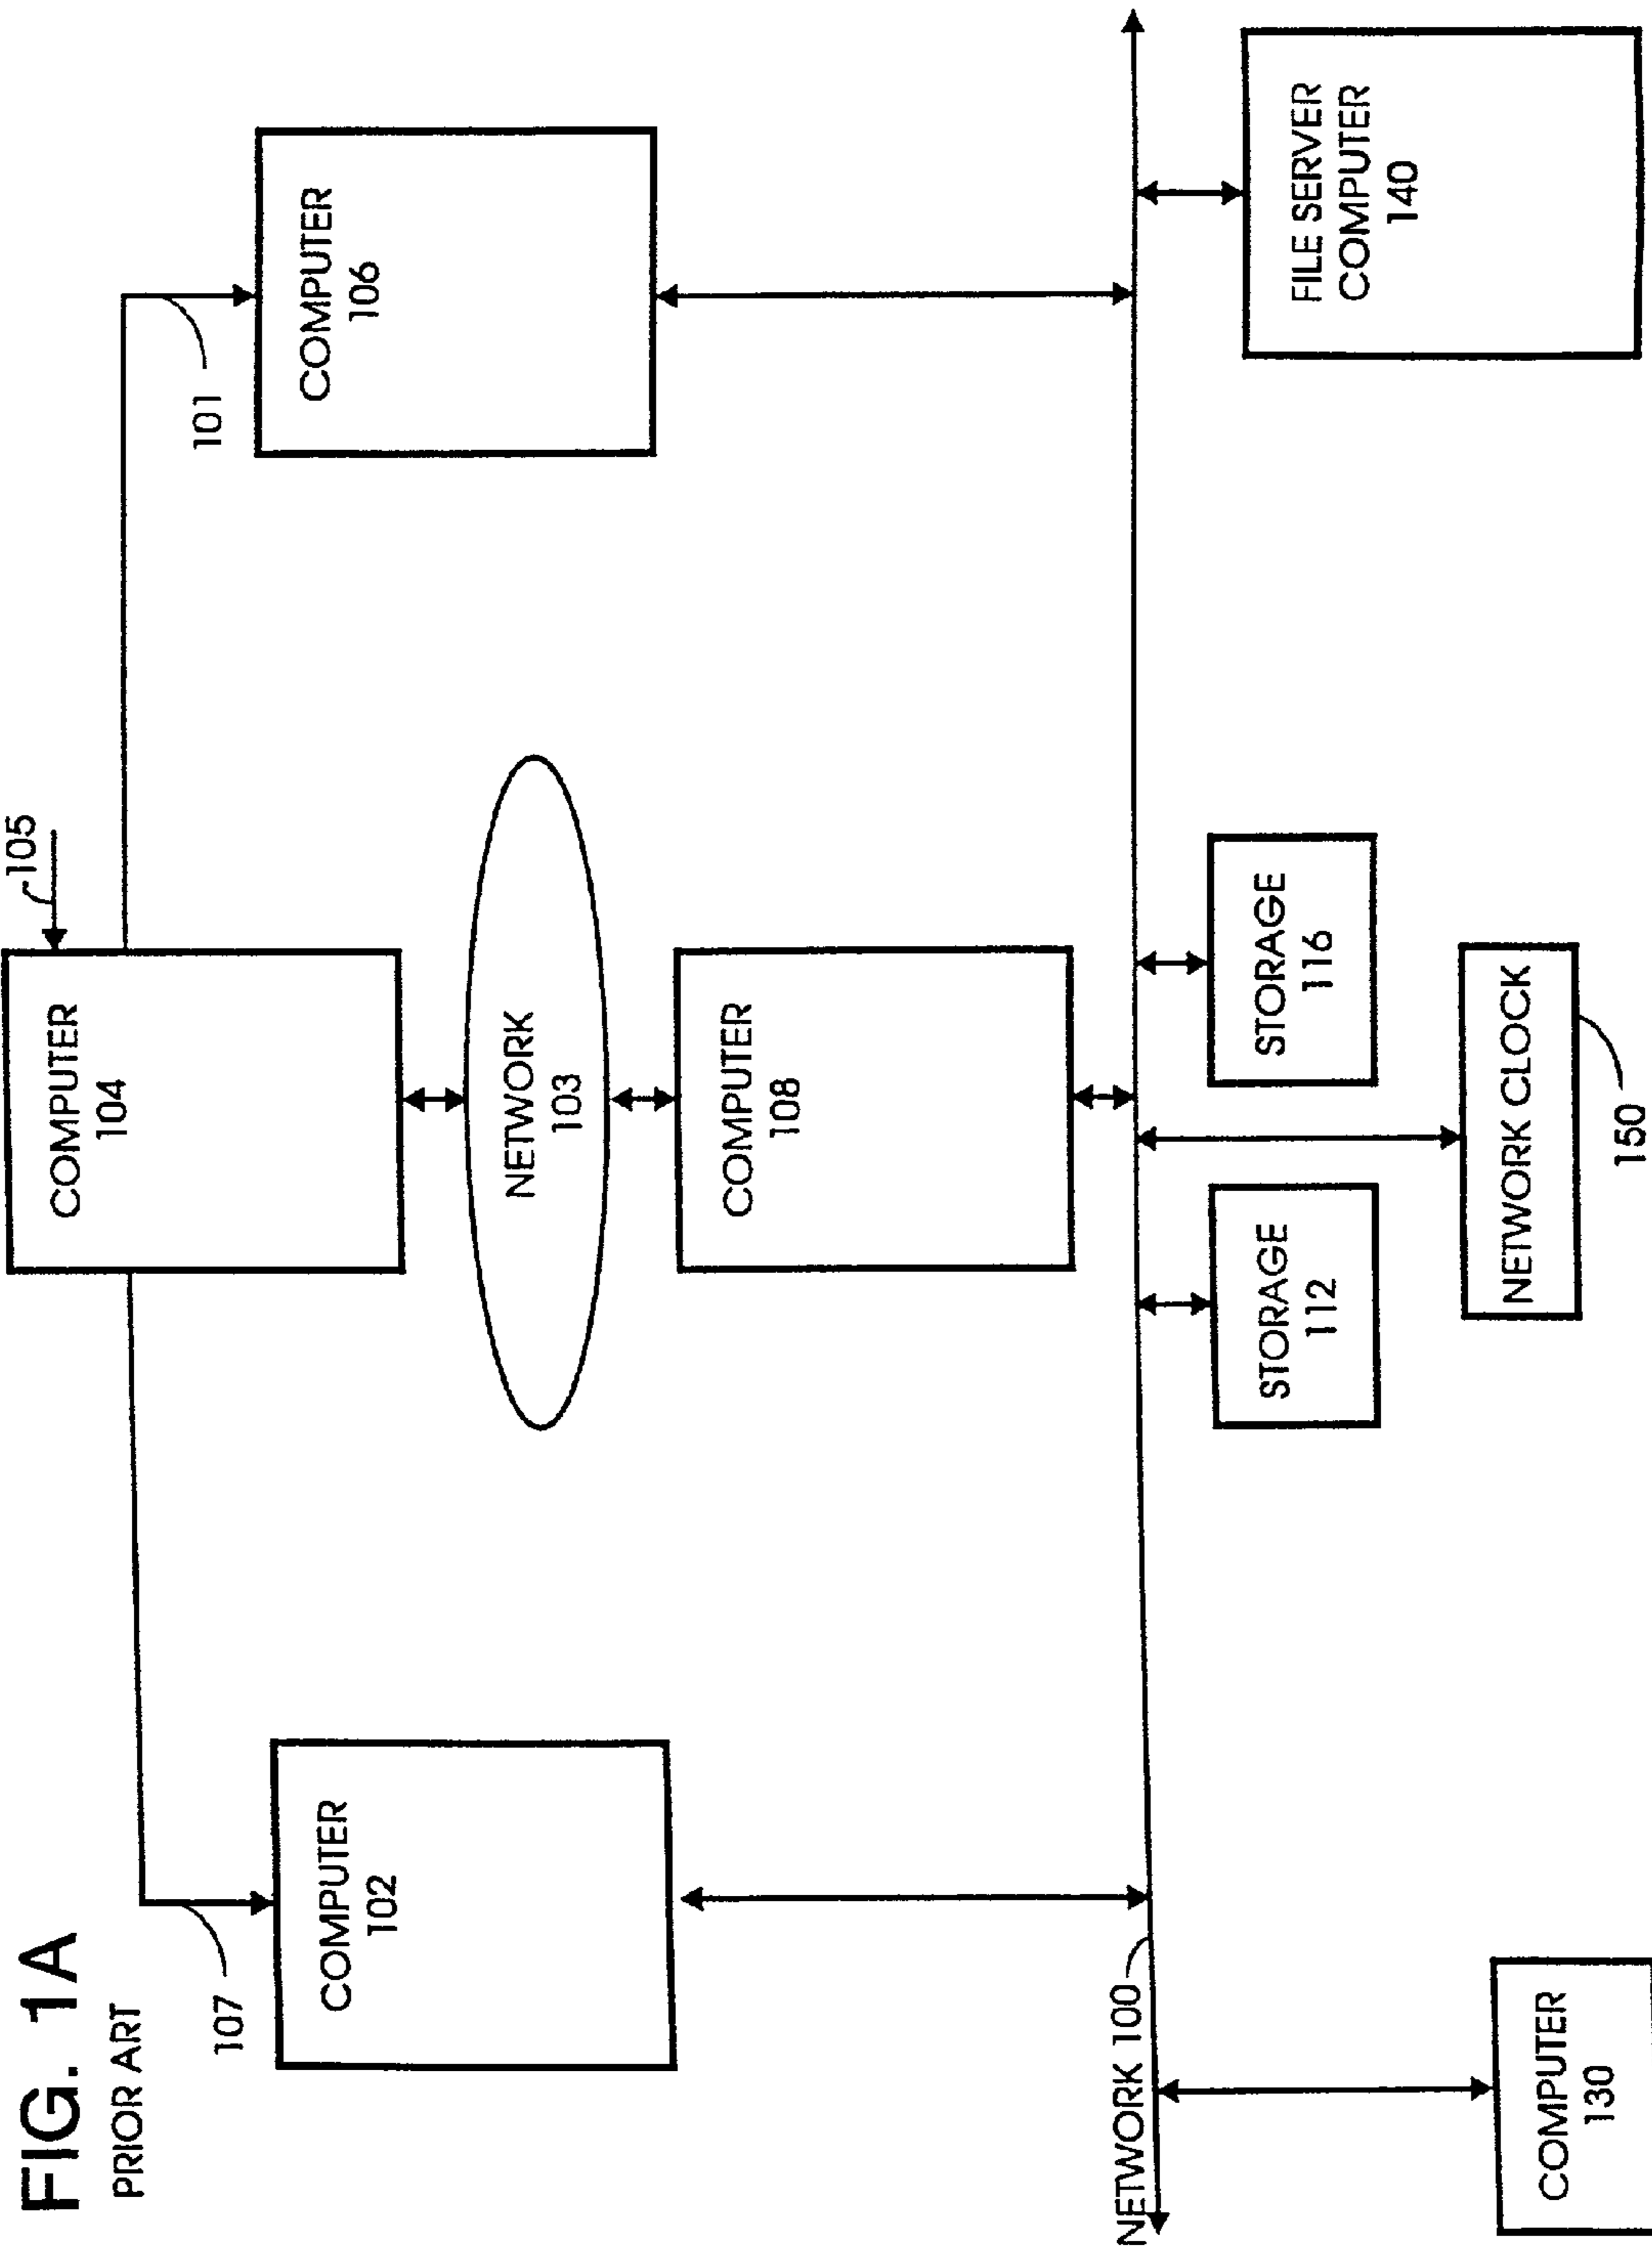 FIG. 1A
PRIOR ART
105
COMPUTER
104
107
101
COMPUTER
102
NETWORK
103
COMPUTER
106
COMPUTER
108
NETWORK 100
STORAGE
112
STORAGE
116
FILE SERVER
COMPUTER
140
COMPUTER
130
NETWORK CLOCK
150